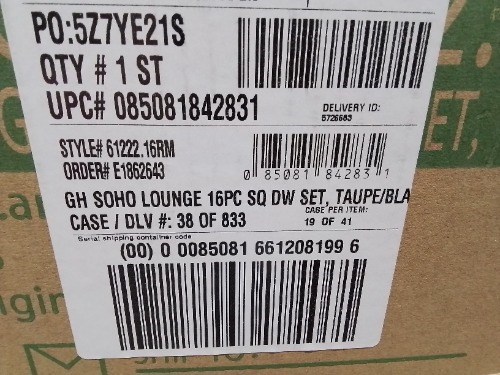 PO:5Z7YE21S
QTY # 1 ST
UPC# 085081842831
DELIVERY ID:
5726683
STYLE# 61222.16RM
ORDER# E1862643
0 85081 84283 1
GH SOHO LOUNGE 16PC SQ DW SET, TAUPE/BLA
CASE PER ITEM:
CASE / DLV #: 38 OF 833
19 OF 41
Serial shipping container code
(00) 0 0085081 661208199 6
ET,